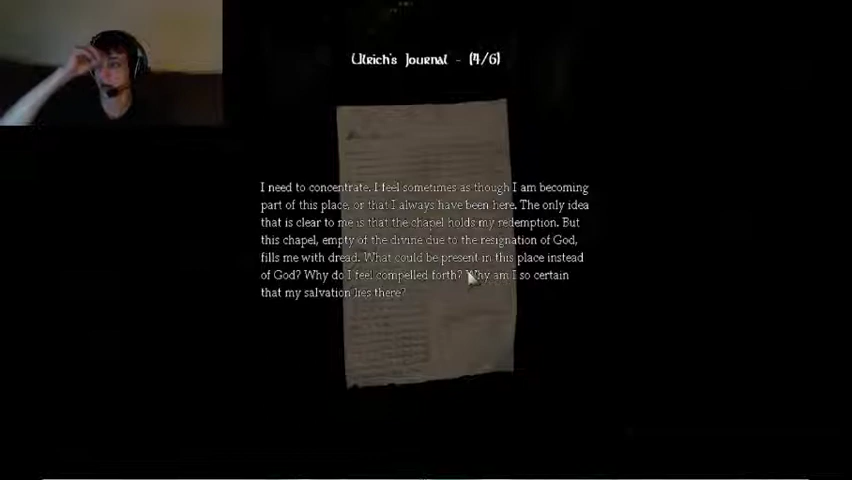 Ulrich's Journal - (4/6)
I need to concentrate. I feel sometimes as though I am becoming
part of this place, or that I always have been here. The only idea
that is clear to me is that the chapel holds my redemption. But
this chapel, empty of the divine due to the resignation of God,
fills me with dread. What could be present in this place instead
of God? Why do I feel compelled forth? Why am I so certain
that my salvation lies there?